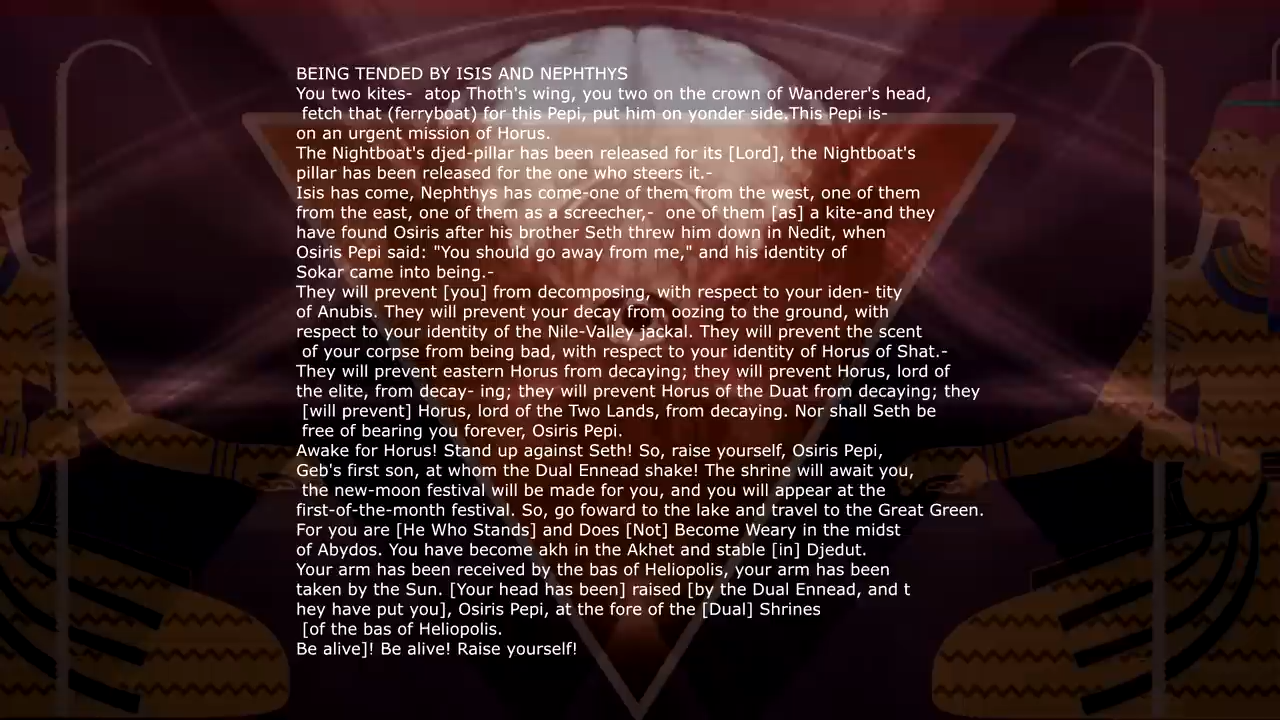 BEING TENDED BY ISIS AND NEPHTHYS
You two kites-  atop Thoth's wing, you two on the crown of Wanderer's head,
 fetch that (ferryboat) for this Pepi, put him on yonder side.This Pepi is-
on an urgent mission of Horus.
The Nightboat's djed-pillar has been released for its [Lord], the Nightboat's
pillar has been released for the one who steers it.-
Isis has come, Nephthys has come-one of them from the west, one of them
from the east, one of them as a screecher,-  one of them [as] a kite-and they
have found Osiris after his brother Seth threw him down in Nedit, when
Osiris Pepi said: "You should go away from me," and his identity of
Sokar came into being.-
They will prevent [you] from decomposing, with respect to your iden- tity
of Anubis. They will prevent your decay from oozing to the ground, with
respect to your identity of the Nile-Valley jackal. They will prevent the scent
 of your corpse from being bad, with respect to your identity of Horus of Shat.-
They will prevent eastern Horus from decaying; they will prevent Horus, lord of
the elite, from decay- ing; they will prevent Horus of the Duat from decaying; they
 [will prevent] Horus, lord of the Two Lands, from decaying. Nor shall Seth be
 free of bearing you forever, Osiris Pepi.
Awake for Horus! Stand up against Seth! So, raise yourself, Osiris Pepi,
Geb's first son, at whom the Dual Ennead shake! The shrine will await you,
 the new-moon festival will be made for you, and you will appear at the
first-of-the-month festival. So, go foward to the lake and travel to the Great Green.
For you are [He Who Stands] and Does [Not] Become Weary in the midst
of Abydos. You have become akh in the Akhet and stable [in] Djedut.
Your arm has been received by the bas of Heliopolis, your arm has been
taken by the Sun. [Your head has been] raised [by the Dual Ennead, and t
hey have put you], Osiris Pepi, at the fore of the [Dual] Shrines
 [of the bas of Heliopolis.
Be alive]! Be alive! Raise yourself!